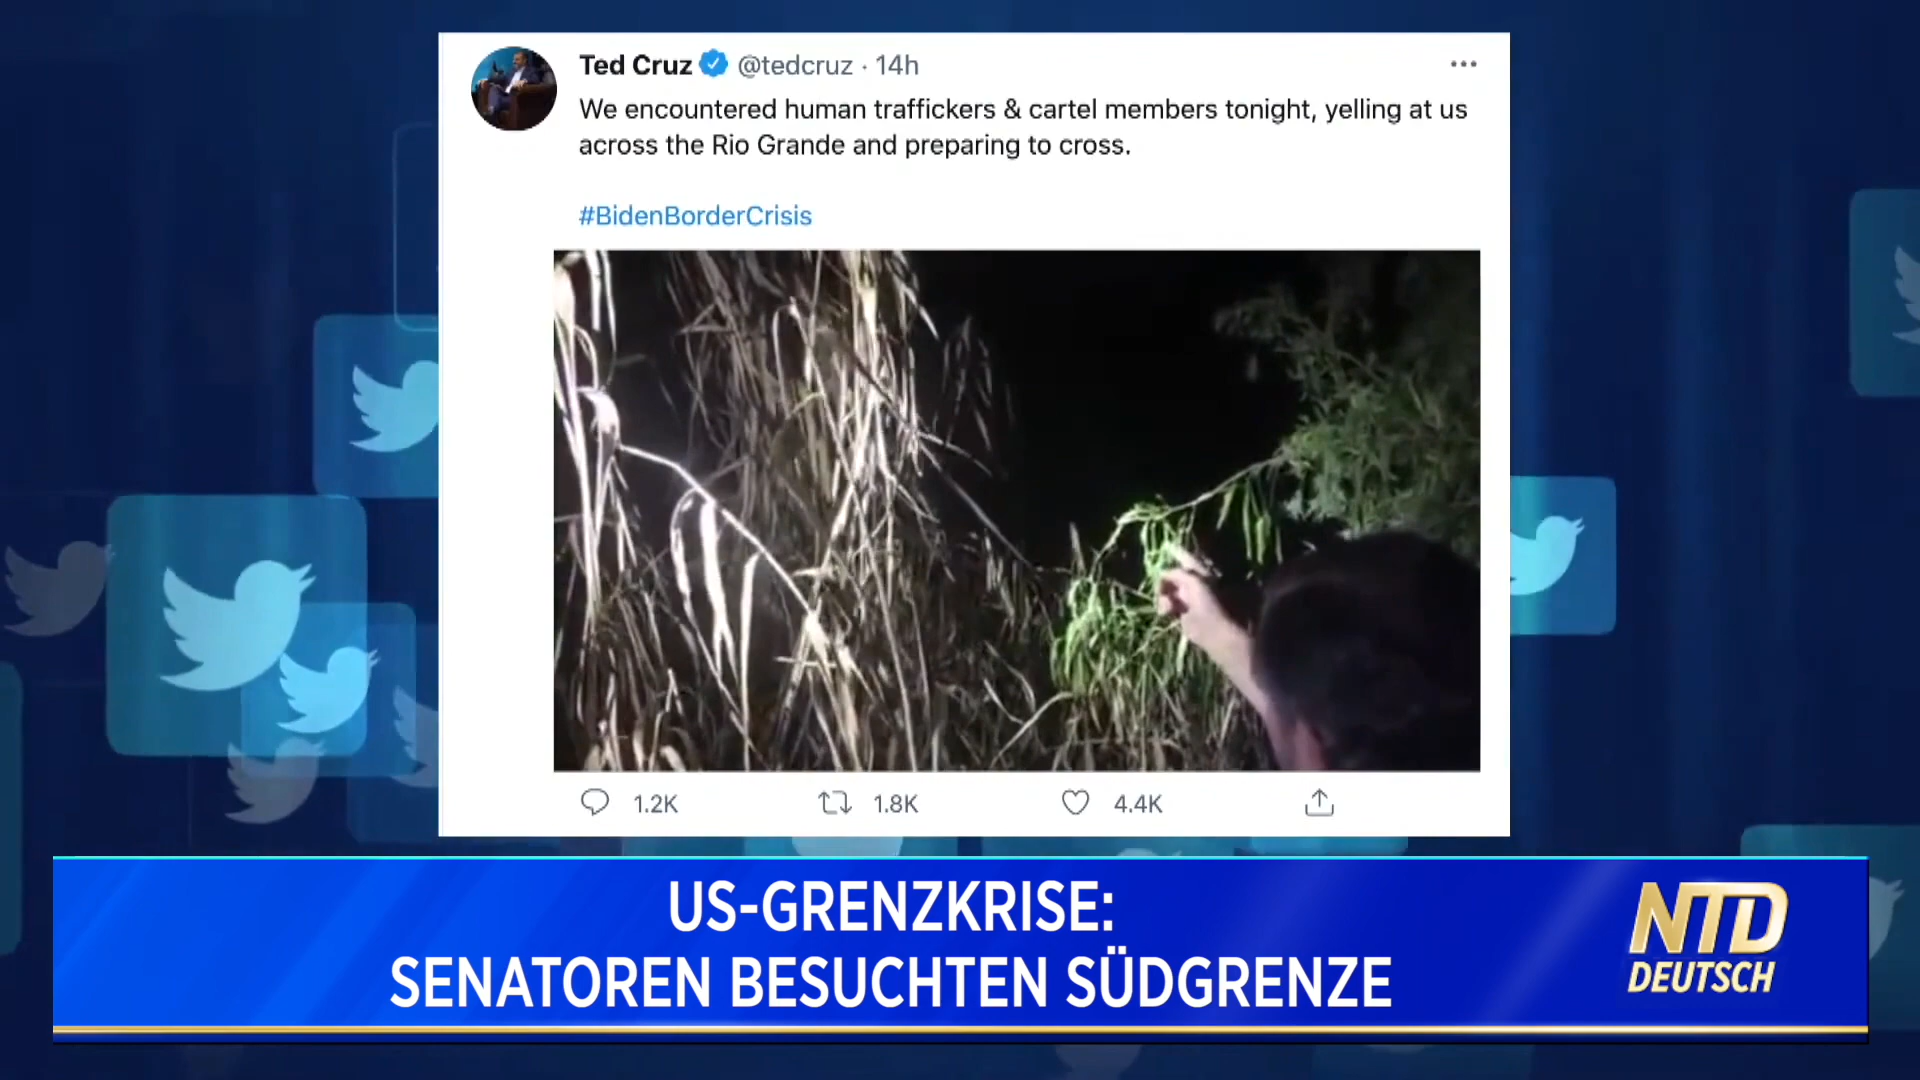 Ted Cruz @tedcruz · 14h
We encountered human traffickers & cartel members tonight, yelling at us
across the Rio Grande and preparing to cross.
#BidenBorderCrisis
1.2K 1.8K 4.4K
US-GRENZKRISE:
SENATOREN BESUCHTEN SÜDGRENZE
NTD
DEUTSCH